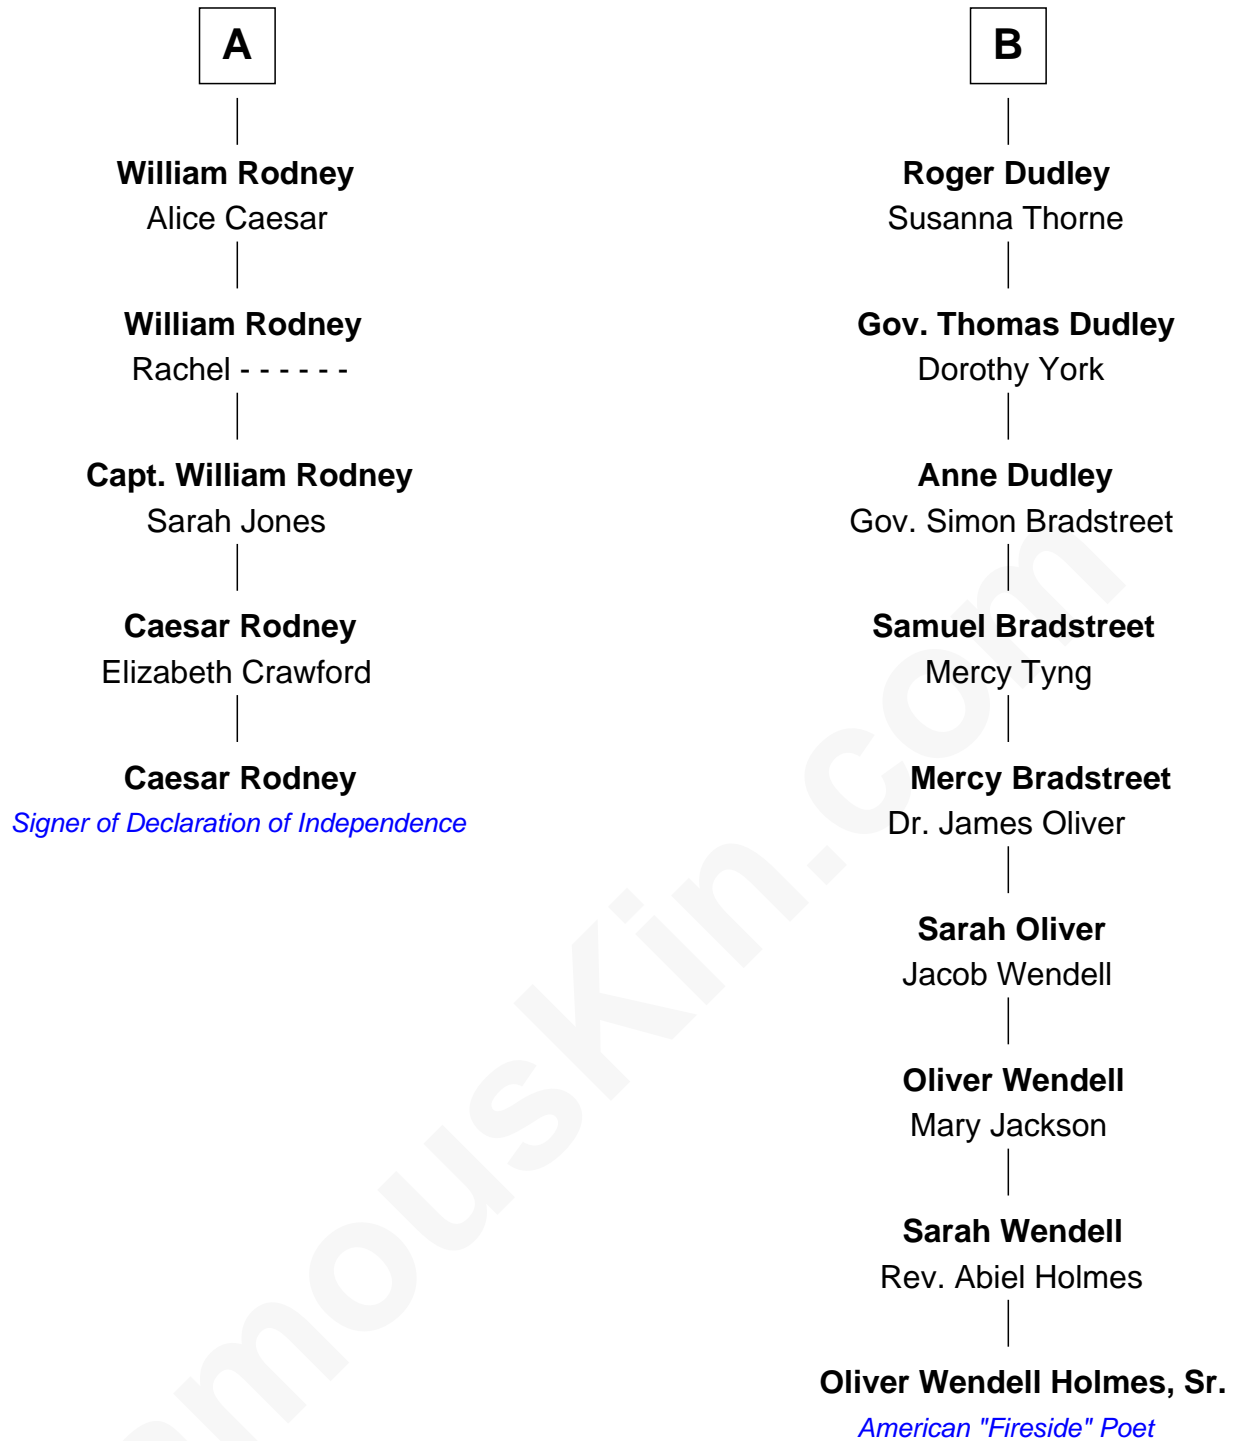 A
William Rodney
Alice Caesar
William Rodney
Rachel - - - - - -
Capt. William Rodney
Sarah Jones
Caesar Rodney
Elizabeth Crawford
Caesar Rodney
Signer of Declaration of Independence
B
Roger Dudley
Susanna Thorne
Gov. Thomas Dudley
Dorothy York
Anne Dudley
Gov. Simon Bradstreet
Samuel Bradstreet
Mercy Tyng
Mercy Bradstreet
Dr. James Oliver
Sarah Oliver
Jacob Wendell
Oliver Wendell
Mary Jackson
Sarah Wendell
Rev. Abiel Holmes
Oliver Wendell Holmes, Sr.
American "Fireside" Poet
amousKin.com